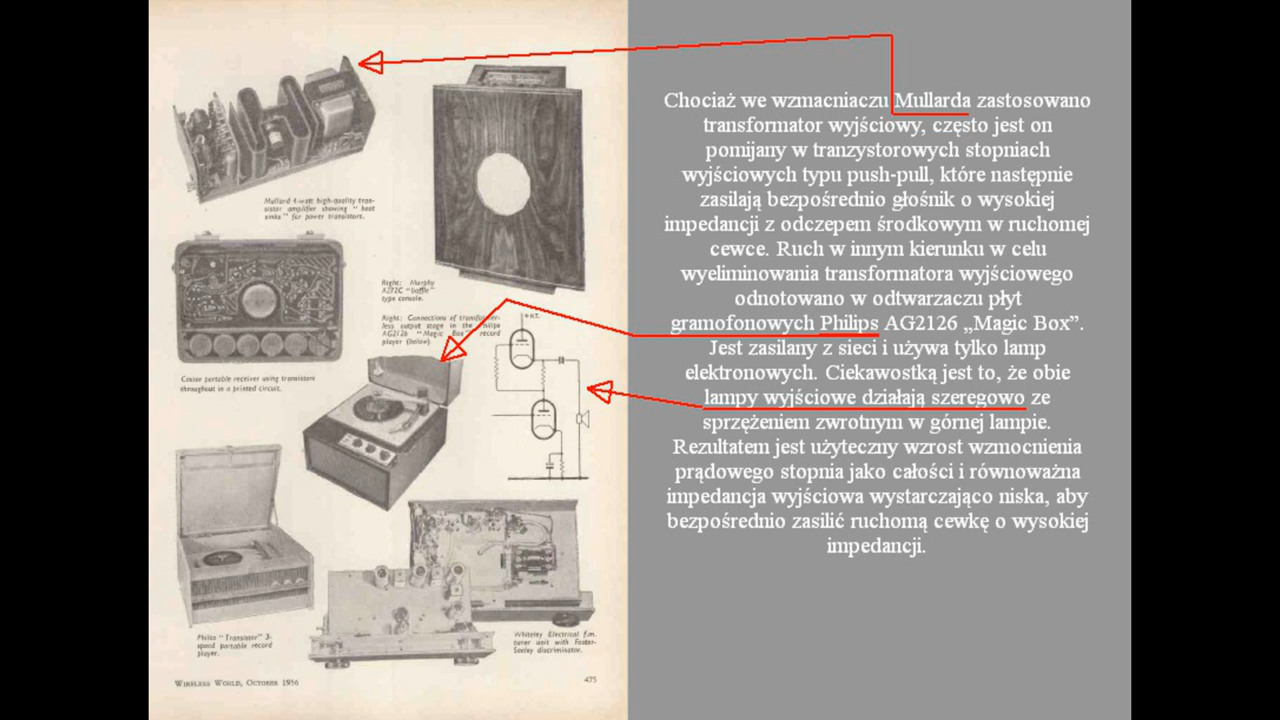 Mullard 4-watt high-quality tran-
sistor amplifier showing "heat
sinks" for power transistors.
Right: Murphy
A272C "baffle"
type console.
Right: Connections of transformer-
less output stage in the Philips
AG2126 "Magic Box" record
player (below).
+H.T.
Cossor portable receiver using transistors
throughout in a printed circuit.
Philco "Transistor" 3-
speed portable record
player.
Whiteley Electrical f.m.
tuner unit with Foster-
Seeley discriminator.
Wireless World, October 1956
475
Chociaż we wzmacniaczu Mullarda zastosowano
transformator wyjściowy, często jest on
pomijany w tranzystorowych stopniach
wyjściowych typu push-pull, które następnie
zasilają bezpośrednio głośnik o wysokiej
impedancji z odczepem środkowym w ruchomej
cewce. Ruch w innym kierunku w celu
wyeliminowania transformatora wyjściowego
odnotowano w odtwarzaczu płyt
gramofonowych Philips AG2126 „Magic Box”.
Jest zasilany z sieci i używa tylko lamp
elektronowych. Ciekawostką jest to, że obie
lampy wyjściowe działają szeregowo ze
sprzężeniem zwrotnym w górnej lampie.
Rezultatem jest użyteczny wzrost wzmocnienia
prądowego stopnia jako całości i równoważna
impedancja wyjściowa wystarczająco niska, aby
bezpośrednio zasilić ruchomą cewkę o wysokiej
impedancji.